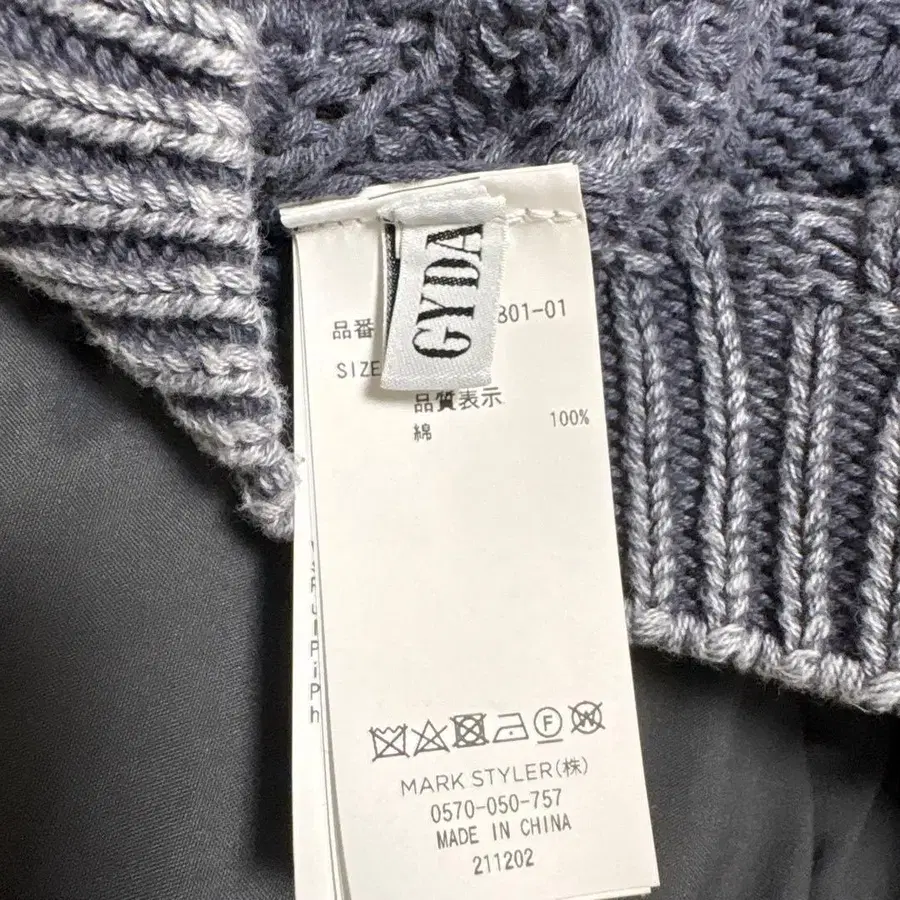 GYDA
品番 801-01
SIZE
品質表示
綿 100%
F W
MARK STYLER(株)
0570-050-757
MADE IN CHINA
211202